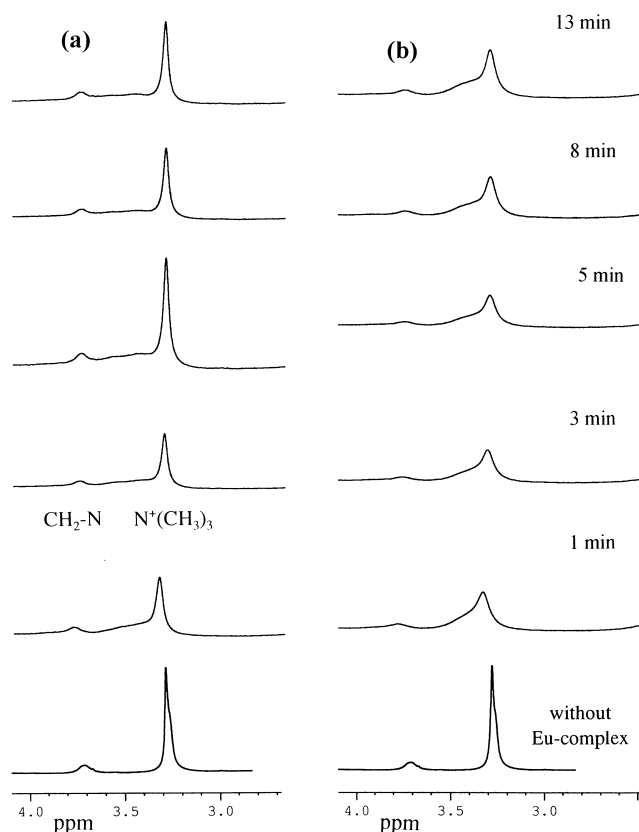 (a)
(b)
13 min
8 min
5 min
3 min
CH₂-N N⁺(CH₃)₃
1 min
without
Eu-complex
4.0 3.5 3.0
ppm
4.0 3.5 3.0
ppm